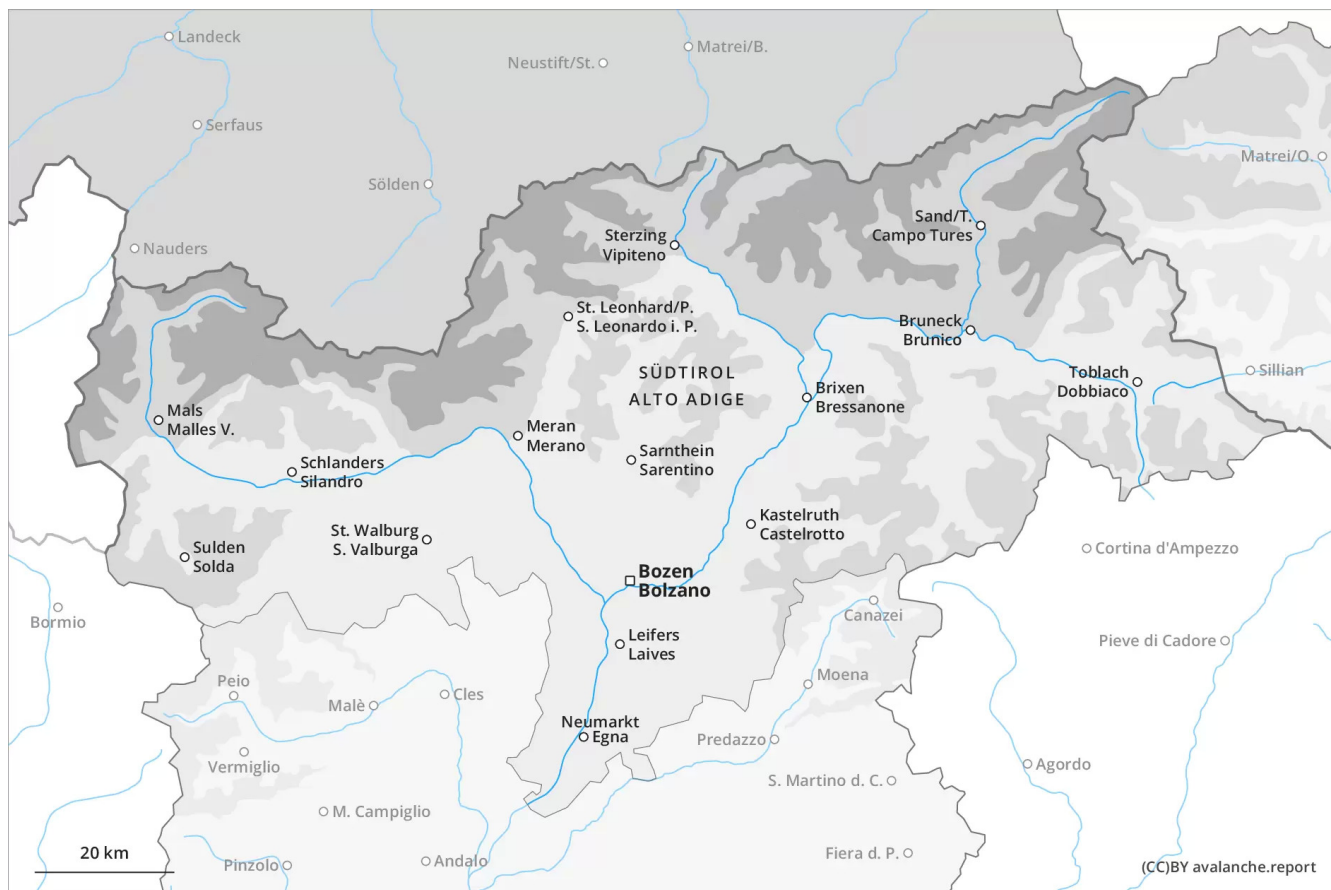 Landeck
Matrei/B.
Neustift/St.
Serfaus
Matrei/O.
Sölden
Sand/T.
Campo Tures
Sterzing
Vipiteno
Nauders
St. Leonhard/P.
S. Leonardo i. P.
Bruneck
Brunico
SÜDTIROL
ALTO ADIGE
Toblach
Dobbiaco
Sillian
Brixen
Bressanone
Mals
Malles V.
Meran
Merano
Schlanders
Silandro
Sarnthein
Sarentino
Kastelruth
Castelrotto
St. Walburg
S. Valburga
Sulden
Solda
Cortina d'Ampezzo
Bozen
Bolzano
Bormio
Canazei
Leifers
Laives
Pieve di Cadore
Peio
Moena
Malè
Cles
Neumarkt
Egna
Predazzo
Vermiglio
Agordo
S. Martino d. C.
M. Campiglio
20 km
Pinzolo
Andalo
Fiera d. P.
(CC)BY avalanche.report